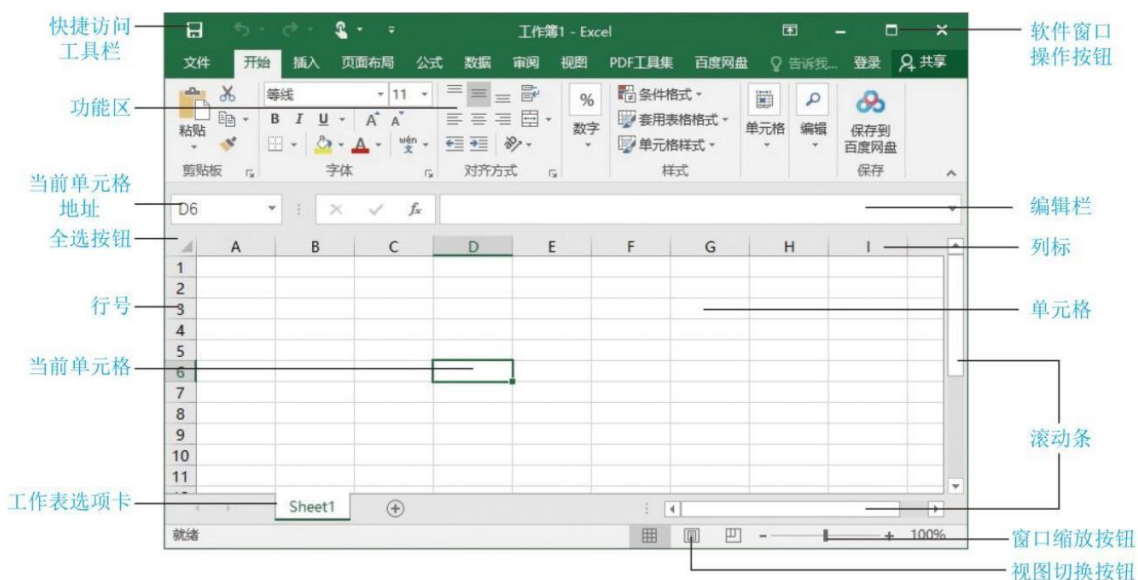 快捷访问
工具栏
工作簿1 - Excel
软件窗口
操作按钮
文件 开始 插入 页面布局 公式 数据 审阅 视图 PDF工具集 百度网盘 告诉我... 登录 共享
功能区
等线 11 % 条件格式
B I U A A 套用表格格式
粘贴 A wén 文 数字 单元格样式 单元格 编辑 保存到
百度网盘
剪贴板 字体 对齐方式 样式 保存
当前单元格
地址
D6 fx
编辑栏
全选按钮
A B C D E F G H I
列标
1
2
行号
3
单元格
4
5
当前单元格
6
7
8
9
滚动条
10
11
工作表选项卡
Sheet1
就绪
100%
窗口缩放按钮
视图切换按钮